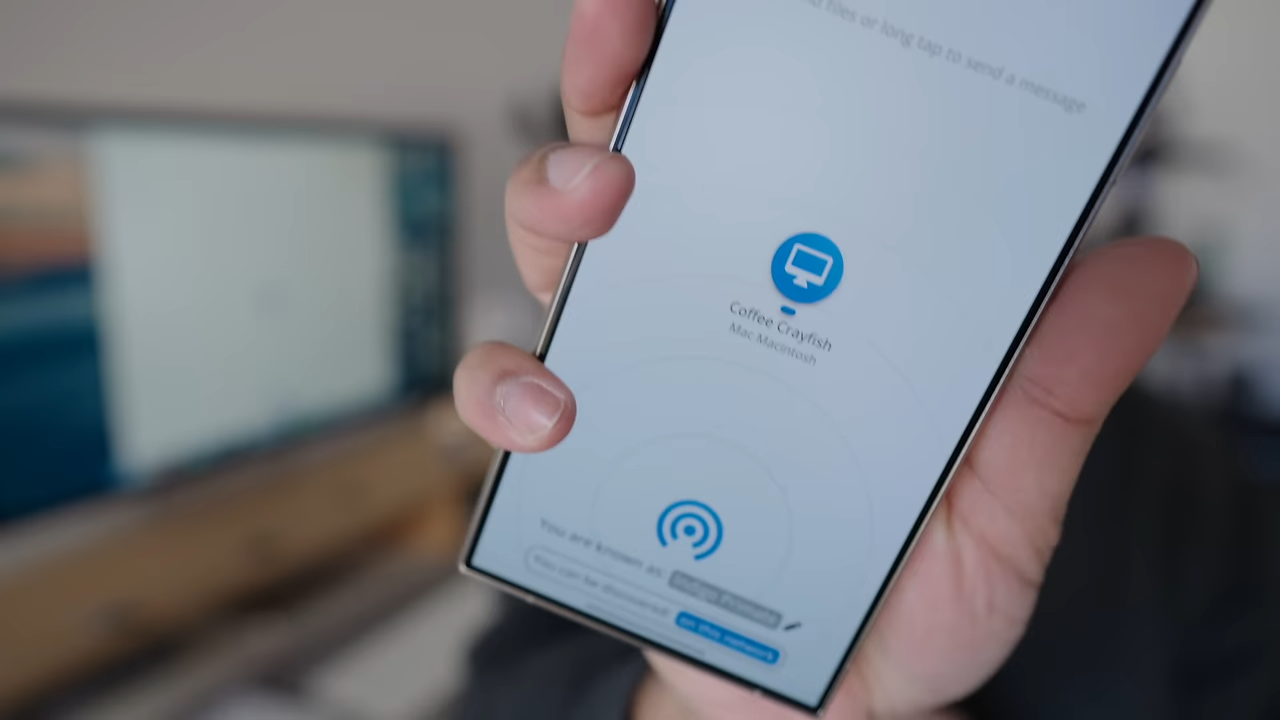 files or long tap to send a message
Coffee Crayfish
Mac Macintosh
You are known as:
You can be discovered: on this network